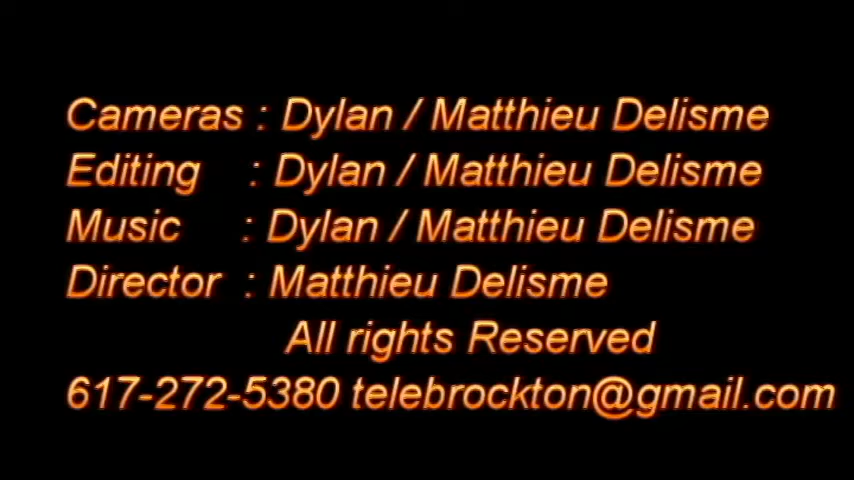 Cameras : Dylan / Matthieu Delisme
Editing : Dylan / Matthieu Delisme
Music : Dylan / Matthieu Delisme
Director : Matthieu Delisme
All rights Reserved
617-272-5380 telebrockton@gmail.com